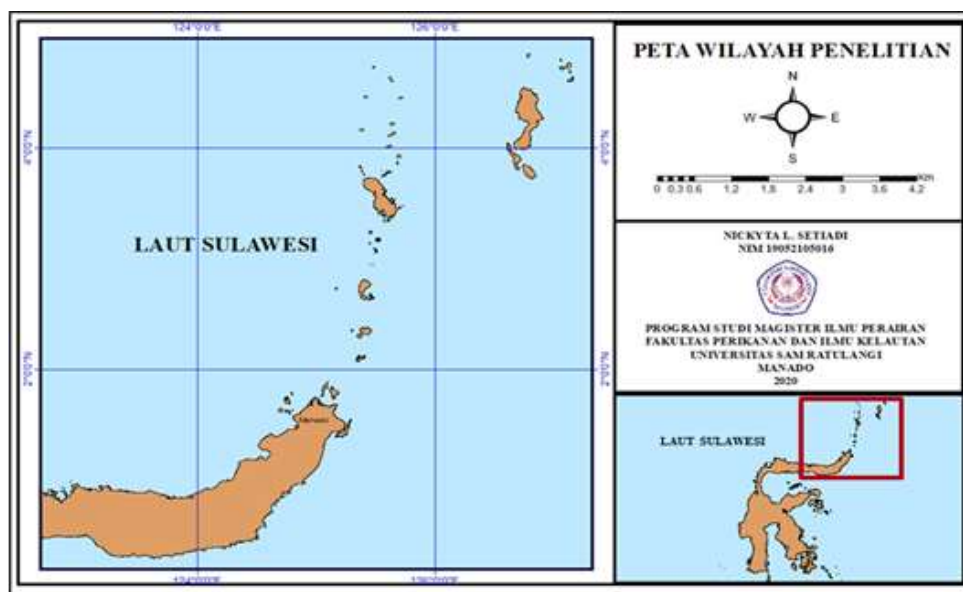 124°0'0"E
126°0'0"E
4°0'0"N
4°0'0"N
LAUT SULAWESI
2°0'0"N
2°0'0"N
Manado
124°0'0"E
126°0'0"E
PETA WILAYAH PENELITIAN
N
W E
S
Km
0 0.3 0.6 1.2 1.8 2.4 3 3.6 4.2
NICKYTA L. SETIADI
NIM 19052105016
PROGRAM STUDI MAGISTER ILMU PERAIRAN
FAKULTAS PERIKANAN DAN ILMU KELAUTAN
UNIVERSITAS SAM RATULANGI
MANADO
2020
LAUT SULAWESI